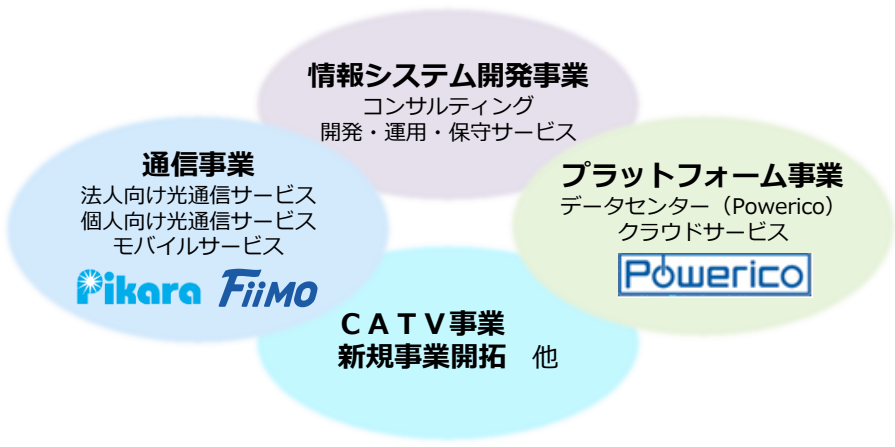 情報システム開発事業
コンサルティング
開発・運用・保守サービス
通信事業
法人向け光通信サービス
個人向け光通信サービス
モバイルサービス
Pikara FiiMO
プラットフォーム事業
データセンター（Powerico）
クラウドサービス
Powerico
ＣＡＴＶ事業
新規事業開拓　他